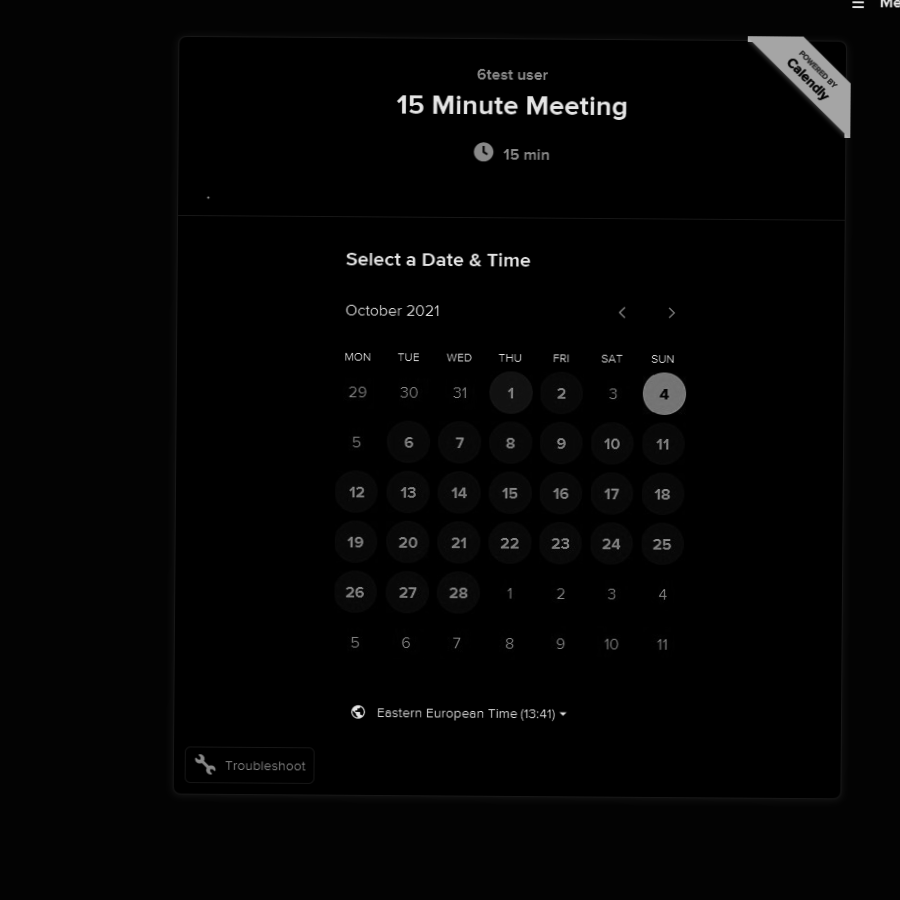 Me
POWERED BY
Calendly
6test user
15 Minute Meeting
15 min
Select a Date & Time
October 2021
MON TUE WED THU FRI SAT SUN
29 30 31 1 2 3 4
5 6 7 8 9 10 11
12 13 14 15 16 17 18
19 20 21 22 23 24 25
26 27 28 1 2 3 4
5 6 7 8 9 10 11
Eastern European Time (13:41)
Troubleshoot